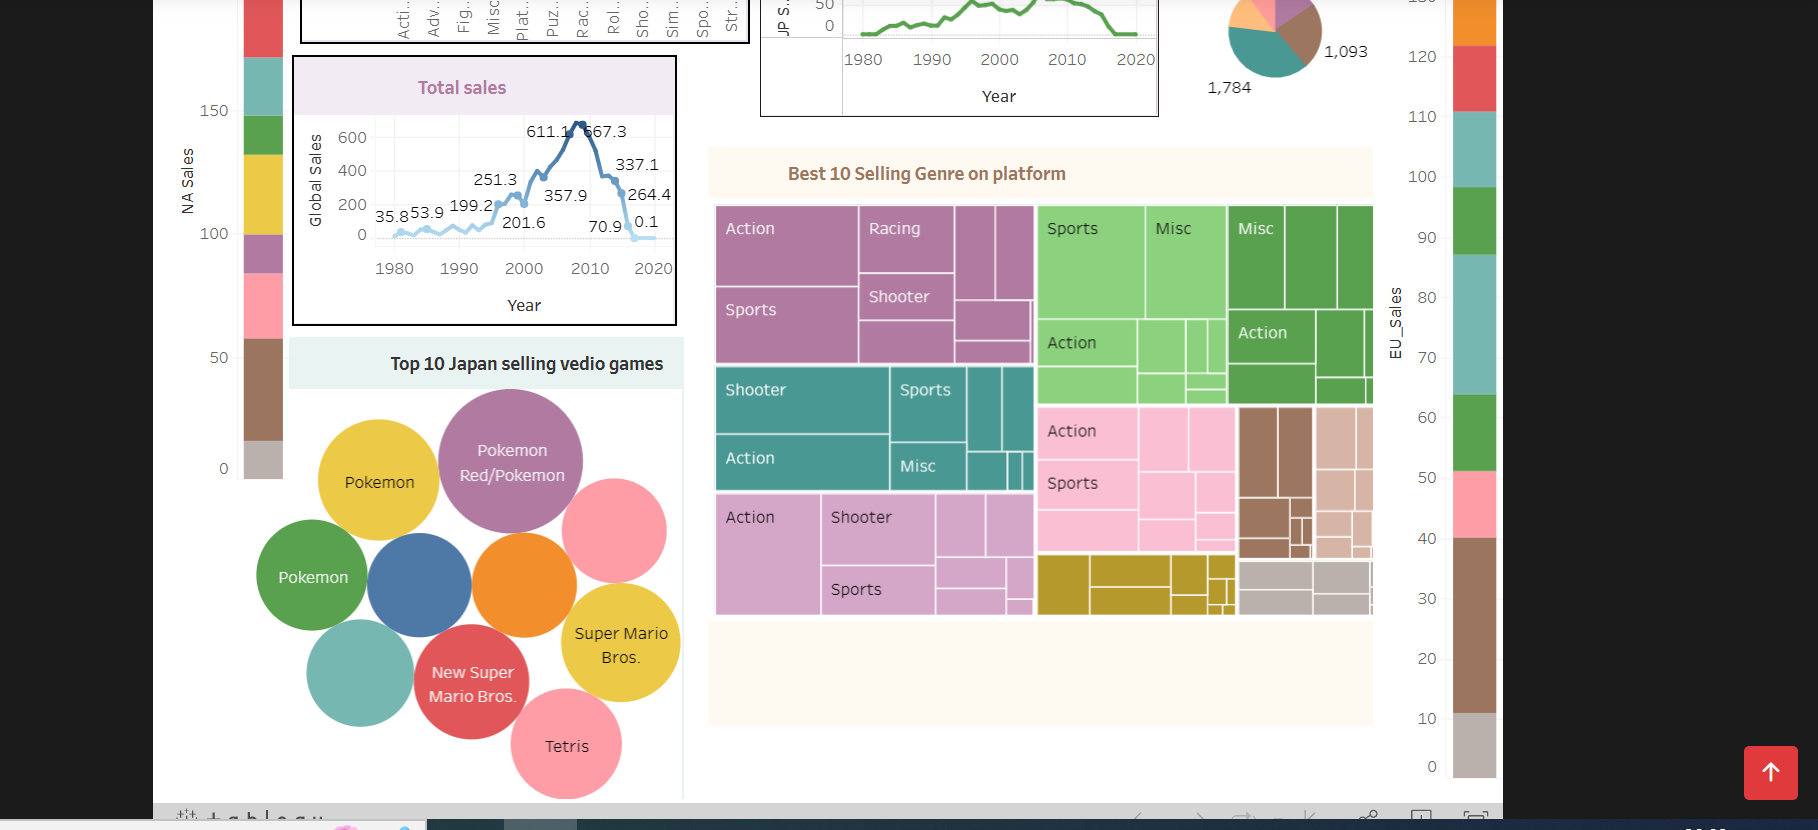 Acti..
Adv..
Fig..
Misc
Plat..
Puz..
Rac..
Rol..
Sho..
Sim..
Spo..
Str..
JP S..
50
0
1980 1990 2000 2010 2020
Year
1,093
1,784
NA Sales
150
100
50
0
Total sales
Global Sales
600
400
200
0
611.1 667.3
337.1
251.3
264.4
357.9
199.2
35.8 53.9
201.6
70.9 0.1
1980 1990 2000 2010 2020
Year
Top 10 Japan selling vedio games
Pokemon
Red/Pokemon
Pokemon
Pokemon
Super Mario
Bros.
New Super
Mario Bros.
Tetris
Best 10 Selling Genre on platform
Action
Racing
Sports
Shooter
Sports
Misc
Action
Misc
Action
Shooter
Sports
Action
Misc
Action
Sports
Action
Shooter
Sports
EU_Sales
120
110
100
90
80
70
60
50
40
30
20
10
0